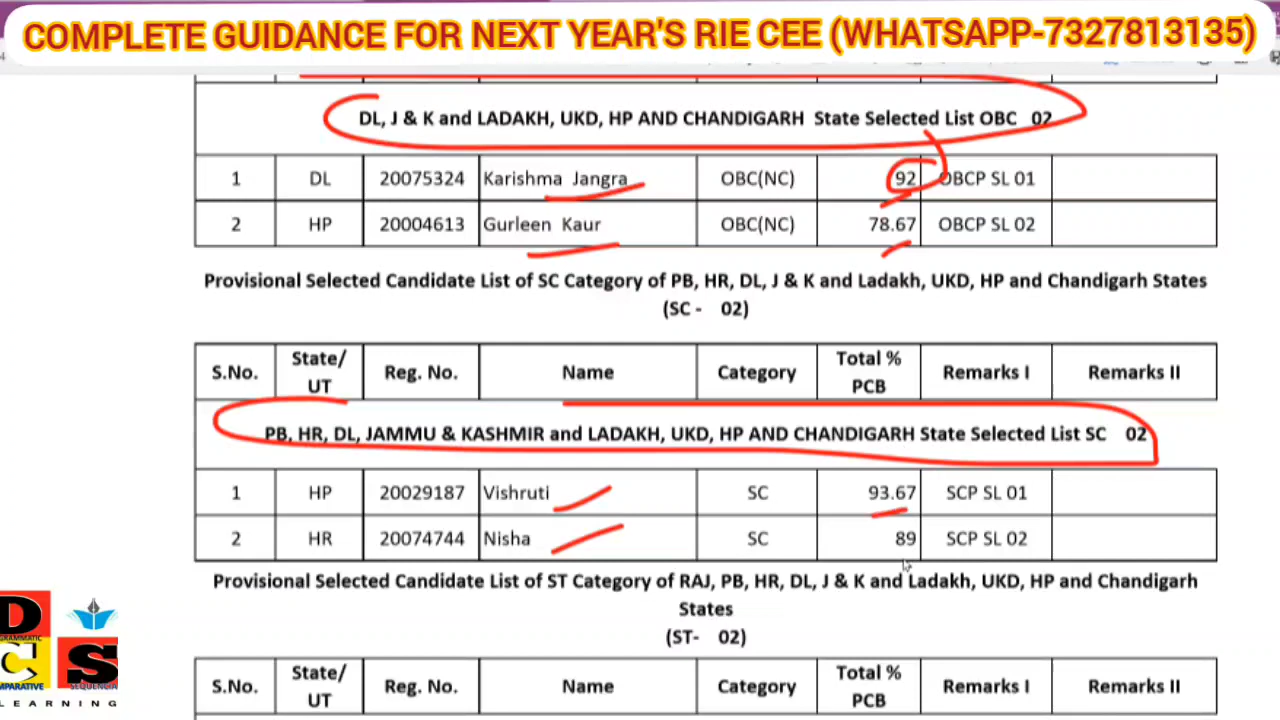 COMPLETE GUIDANCE FOR NEXT YEAR'S RIE CEE (WHATSAPP-7327813135)
DL, J & K and LADAKH, UKD, HP AND CHANDIGARH State Selected List OBC 02
1 DL 20075324 Karishma Jangra OBC(NC) 92 OBCP SL 01
2 HP 20004613 Gurleen Kaur OBC(NC) 78.67 OBCP SL 02
Provisional Selected Candidate List of SC Category of PB, HR, DL, J & K and Ladakh, UKD, HP and Chandigarh States
(SC - 02)
S.No. State/ UT Reg. No. Name Category Total % PCB Remarks I Remarks II
PB, HR, DL, JAMMU & KASHMIR and LADAKH, UKD, HP AND CHANDIGARH State Selected List SC 02
1 HP 20029187 Vishruti SC 93.67 SCP SL 01
2 HR 20074744 Nisha SC 89 SCP SL 02
Provisional Selected Candidate List of ST Category of RAJ, PB, HR, DL, J & K and Ladakh, UKD, HP and Chandigarh
States
(ST- 02)
S.No. State/ UT Reg. No. Name Category Total % PCB Remarks I Remarks II
D
GRAMMATIC
C S
MPARATIVE SEQUENCIA
LEARNING